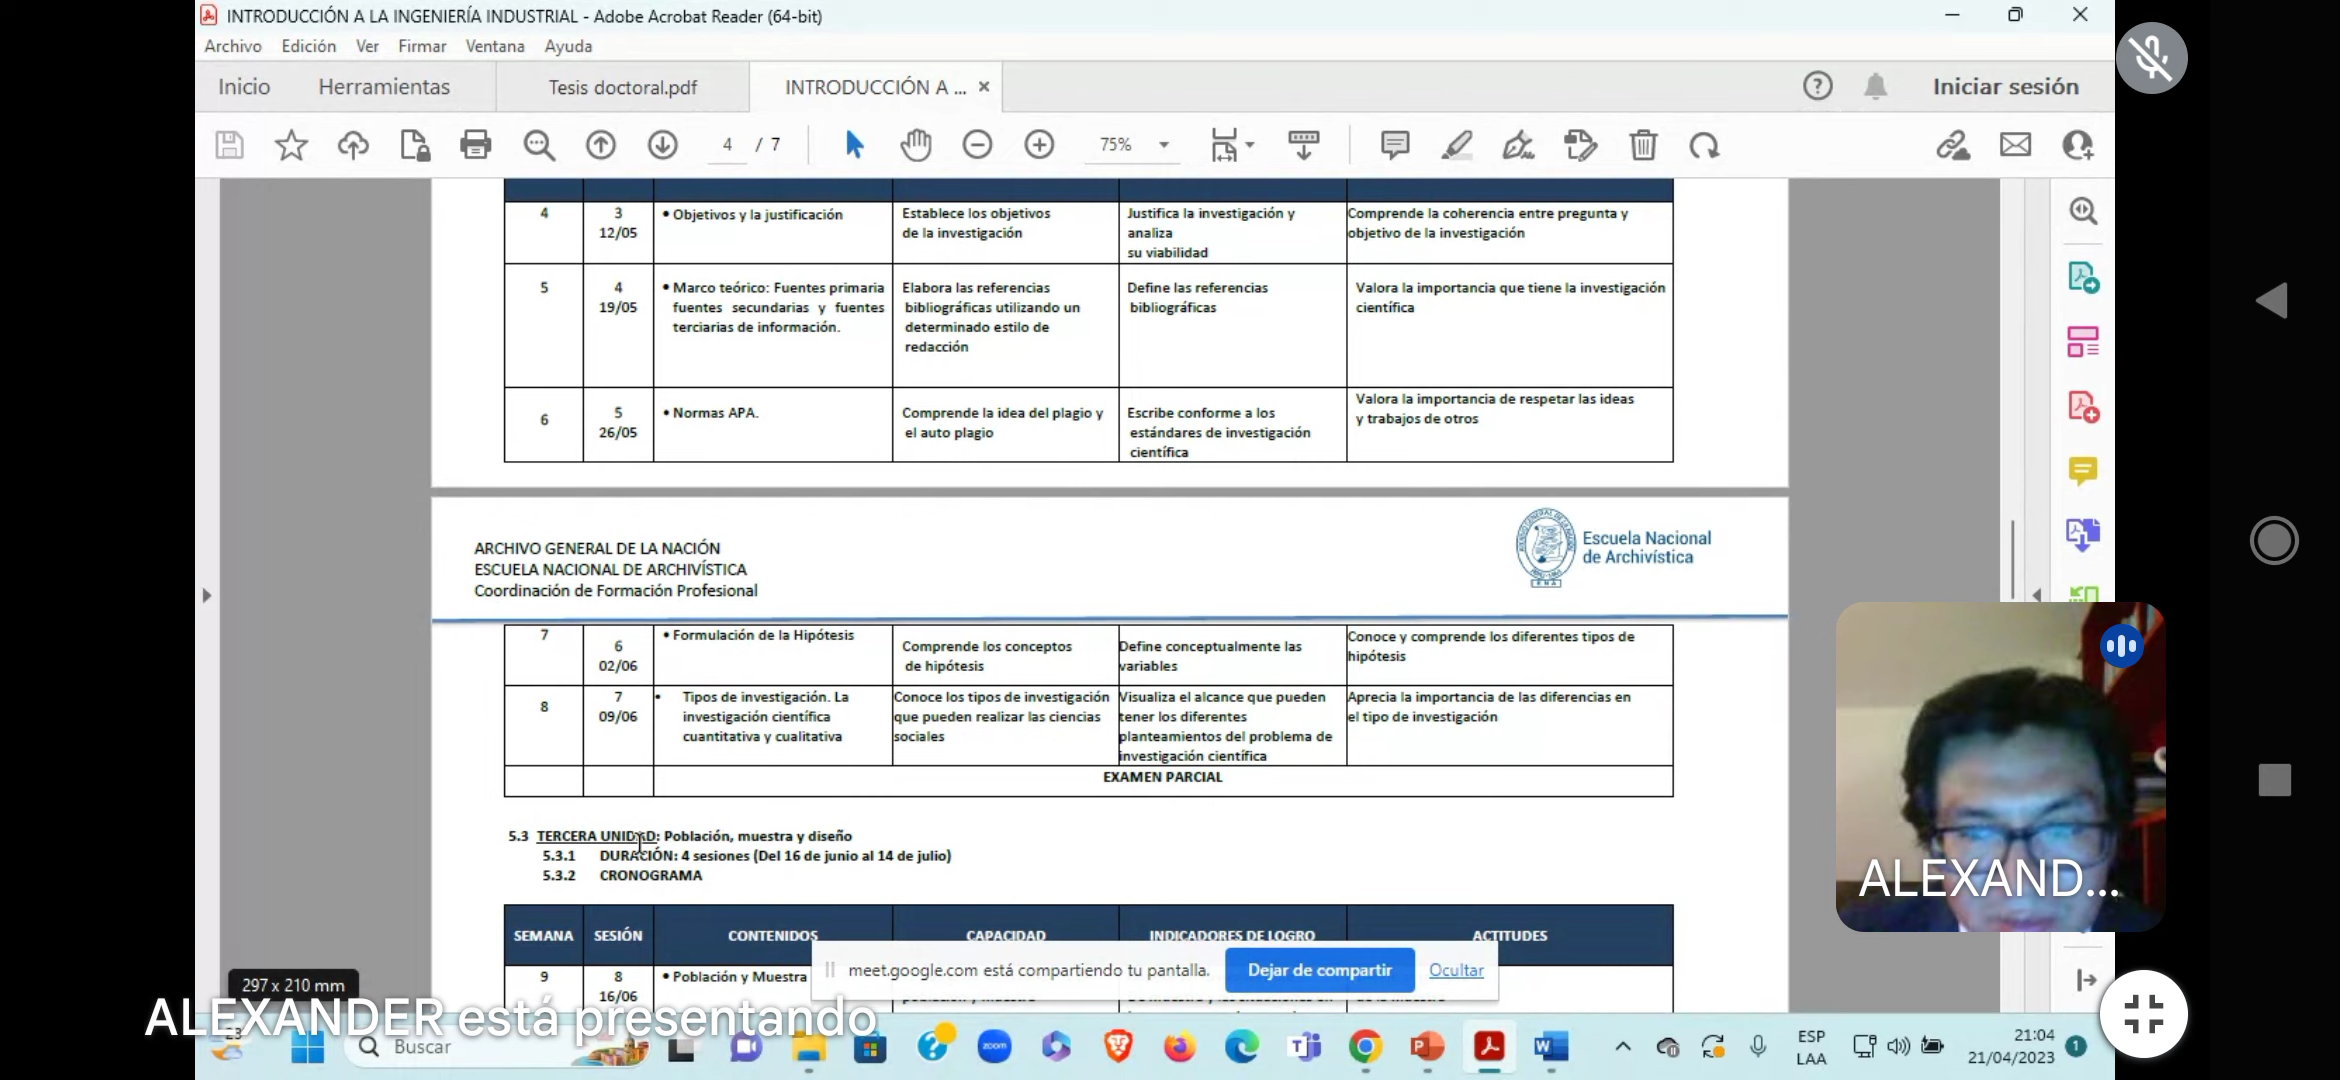 INTRODUCCIÓN A LA INGENIERÍA INDUSTRIAL - Adobe Acrobat Reader (64-bit)
Archivo Edición Ver Firmar Ventana Ayuda
Inicio Herramientas Tesis doctoral.pdf INTRODUCCIÓN A ... Iniciar sesión
4 / 7 75%
4
3
12/05
• Objetivos y la justificación
Establece los objetivos
de la investigación
Justifica la investigación y
analiza
su viabilidad
Comprende la coherencia entre pregunta y
objetivo de la investigación
5
4
19/05
• Marco teórico: Fuentes primaria
fuentes secundarias y fuentes
terciarias de información.
Elabora las referencias
bibliográficas utilizando un
determinado estilo de
redacción
Define las referencias
bibliográficas
Valora la importancia que tiene la investigación
científica
6
5
26/05
• Normas APA.
Comprende la idea del plagio y
el auto plagio
Escribe conforme a los
estándares de investigación
científica
Valora la importancia de respetar las ideas
y trabajos de otros
ARCHIVO GENERAL DE LA NACIÓN
ESCUELA NACIONAL DE ARCHIVÍSTICA
Coordinación de Formación Profesional
Escuela Nacional
de Archivística
7
6
02/06
• Formulación de la Hipótesis
Comprende los conceptos
de hipótesis
Define conceptualmente las
variables
Conoce y comprende los diferentes tipos de
hipótesis
8
7
09/06
• Tipos de investigación. La
investigación científica
cuantitativa y cualitativa
Conoce los tipos de investigación
que pueden realizar las ciencias
sociales
Visualiza el alcance que pueden
tener los diferentes
planteamientos del problema de
investigación científica
Aprecia la importancia de las diferencias en
el tipo de investigación
EXAMEN PARCIAL
5.3 TERCERA UNIDAD: Población, muestra y diseño
5.3.1 DURACIÓN: 4 sesiones (Del 16 de junio al 14 de julio)
5.3.2 CRONOGRAMA
SEMANA SESIÓN CONTENIDOS CAPACIDAD INDICADORES DE LOGRO ACTITUDES
9
8
16/06
• Población y Muestra
meet.google.com está compartiendo tu pantalla. Dejar de compartir Ocultar
297 x 210 mm
ALEXAND...
ALEXANDER está presentando
23
Buscar
zoom
ESP
LAA
21:04
21/04/2023
1